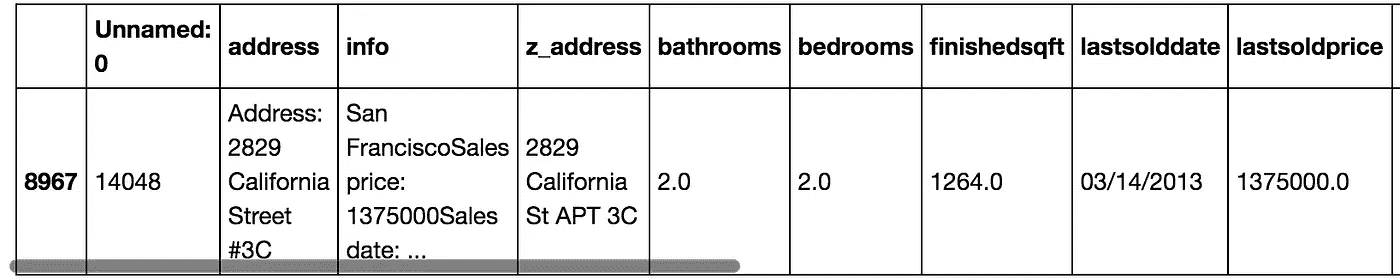 Unnamed: 0 address info z_address bathrooms bedrooms finishedsqft lastsolddate lastsoldprice
8967 14048
Address:
2829
California
Street
#3C
San
FranciscoSales
price:
1375000Sales
date: ...
2829
California
St APT 3C
2.0
2.0
1264.0
03/14/2013
1375000.0